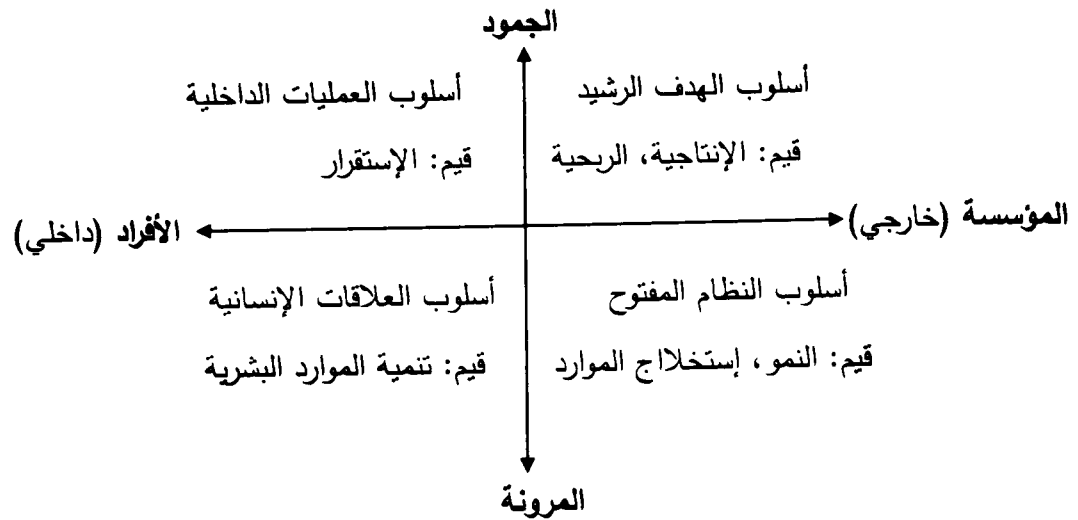 الجمود
أسلوب الهدف الرشيد
أسلوب العمليات الداخلية
قيم: الإنتاجية، الربحية
قيم: الإستقرار
المؤسسة (خارجي)
الأفراد (داخلي)
أسلوب النظام المفتوح
أسلوب العلاقات الإنسانية
قيم: النمو، إستخلااج الموارد
قيم: تنمية الموارد البشرية
المرونة